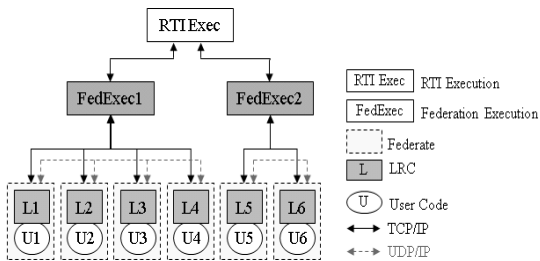 RTI Exec
FedExec1 FedExec2
L1 L2 L3 L4 L5 L6
U1 U2 U3 U4 U5 U6
RTI Exec RTI Execution
FedExec Federation Execution
Federate
L LRC
U User Code
TCP/IP
UDP/IP